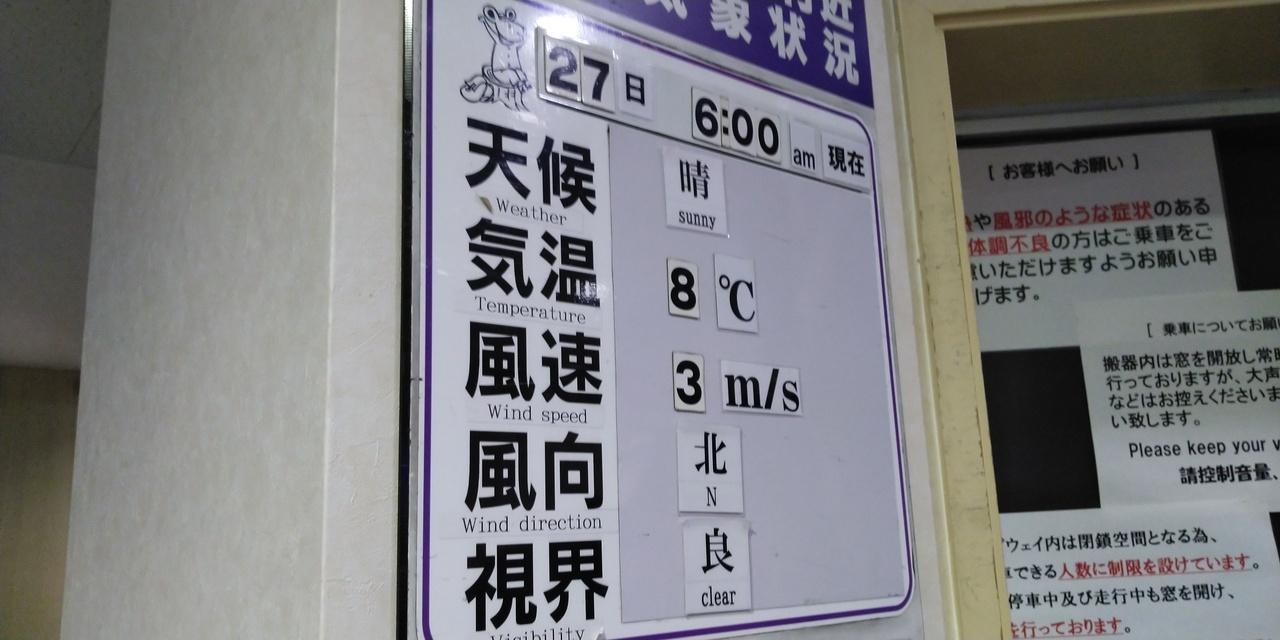 象状況
27日 6:00 am 現在
天候 晴
Weather sunny
気温 8 ℃
Temperature
風速 3 m/s
Wind speed
風向 北
Wind direction N
視界 良
Visibility clear
[ お客様へお願い ]
や風邪のような症状のある
体調不良の方はご乗車をご
いただけますようお願い申
げます。
[ 乗車についてお願
搬器内は窓を開放し常時
行っておりますが、大声
などはお控えくださいま
い致します。
Please keep your
請控制音量、
ウェイ内は閉鎖空間となる為、
できる人数に制限を設けています。
停車中及び走行中も窓を開け、
を行っております。